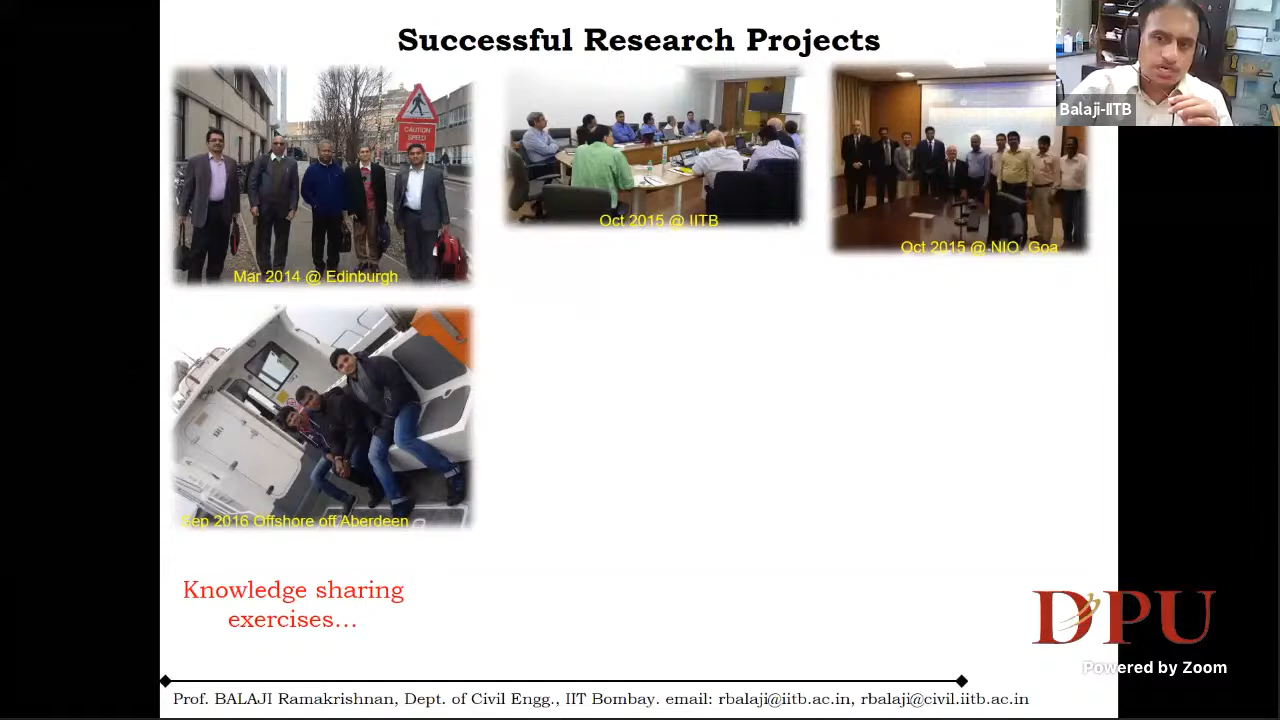 Successful Research Projects
Balaji-IITB
CAUTION
SPEED
Mar 2014 @ Edinburgh
Oct 2015 @ IITB
Oct 2015 @ NIO, Goa
Sep 2016 Offshore off Aberdeen
Knowledge sharing
exercises...
DPU
Powered by Zoom
Prof. BALAJI Ramakrishnan, Dept. of Civil Engg., IIT Bombay. email: rbalaji@iitb.ac.in, rbalaji@civil.iitb.ac.in